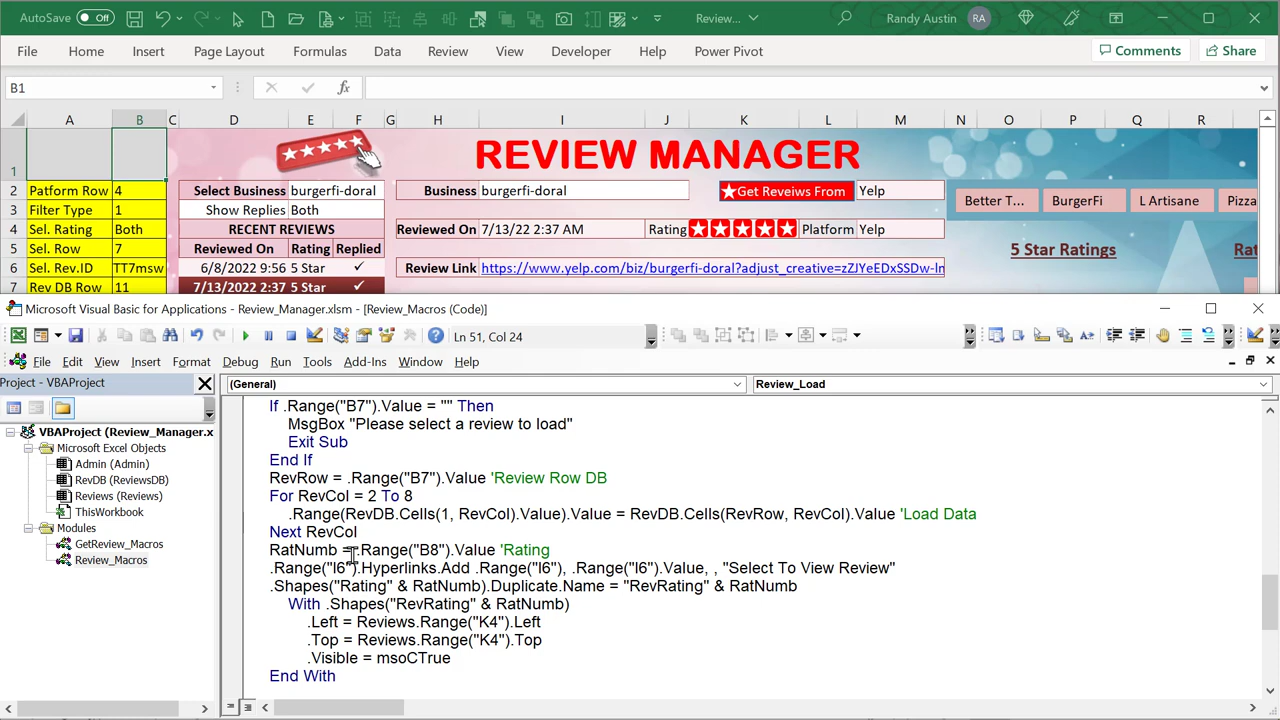 AutoSave Off Review... Randy Austin RA
File Home Insert Page Layout Formulas Data Review View Developer Help Power Pivot Comments Share
B1 fx
A B C D E F G H I J K L M N O P Q R
1 REVIEW MANAGER
2 Patform Row 4 Select Business burgerfi-doral Business burgerfi-doral Get Reveiws From Yelp Better T... BurgerFi L Artisane Pizza
3 Filter Type 1 Show Replies Both
4 Sel. Rating Both RECENT REVIEWS Reviewed On 7/13/22 2:37 AM Rating Platform Yelp
5 Sel. Row 7 Reviewed On Rating Replied 5 Star Ratings Rat
6 Sel. Rev.ID TT7msw 6/8/2022 9:56 5 Star ✓ Review Link https://www.yelp.com/biz/burgerfi-doral?adjust_creative=zZJYeEDxSSDw-In
7 Rev DB Row 11 7/13/2022 2:37 5 Star ✓
Microsoft Visual Basic for Applications - Review_Manager.xlsm - [Review_Macros (Code)]
Ln 51, Col 24
File Edit View Insert Format Debug Run Tools Add-Ins Window Help
Project - VBAProject
(General) Review_Load
VBAProject (Review_Manager.x
Microsoft Excel Objects
Admin (Admin)
RevDB (ReviewsDB)
Reviews (Reviews)
ThisWorkbook
Modules
GetReview_Macros
Review_Macros
If .Range("B7").Value = "" Then
MsgBox "Please select a review to load"
Exit Sub
End If
RevRow = .Range("B7").Value 'Review Row DB
For RevCol = 2 To 8
.Range(RevDB.Cells(1, RevCol).Value).Value = RevDB.Cells(RevRow, RevCol).Value 'Load Data
Next RevCol
RatNumb = .Range("B8").Value 'Rating
.Range("I6").Hyperlinks.Add .Range("I6"), .Range("I6").Value, , "Select To View Review"
.Shapes("Rating" & RatNumb).Duplicate.Name = "RevRating" & RatNumb
With .Shapes("RevRating" & RatNumb)
.Left = Reviews.Range("K4").Left
.Top = Reviews.Range("K4").Top
.Visible = msoCTrue
End With